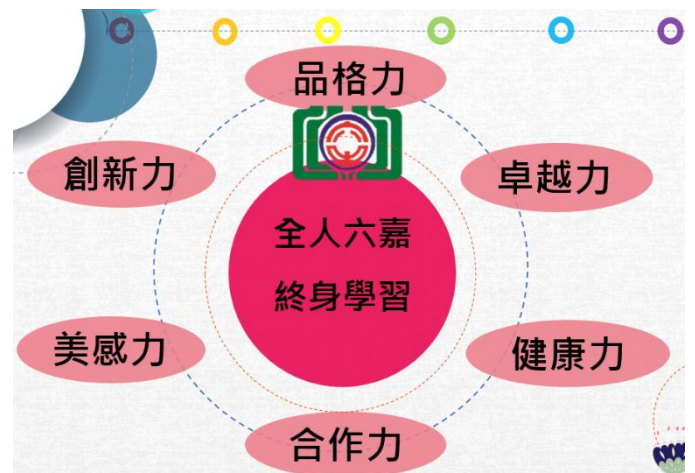 品格力
創新力
卓越力
全人六嘉
終身學習
美感力
健康力
合作力